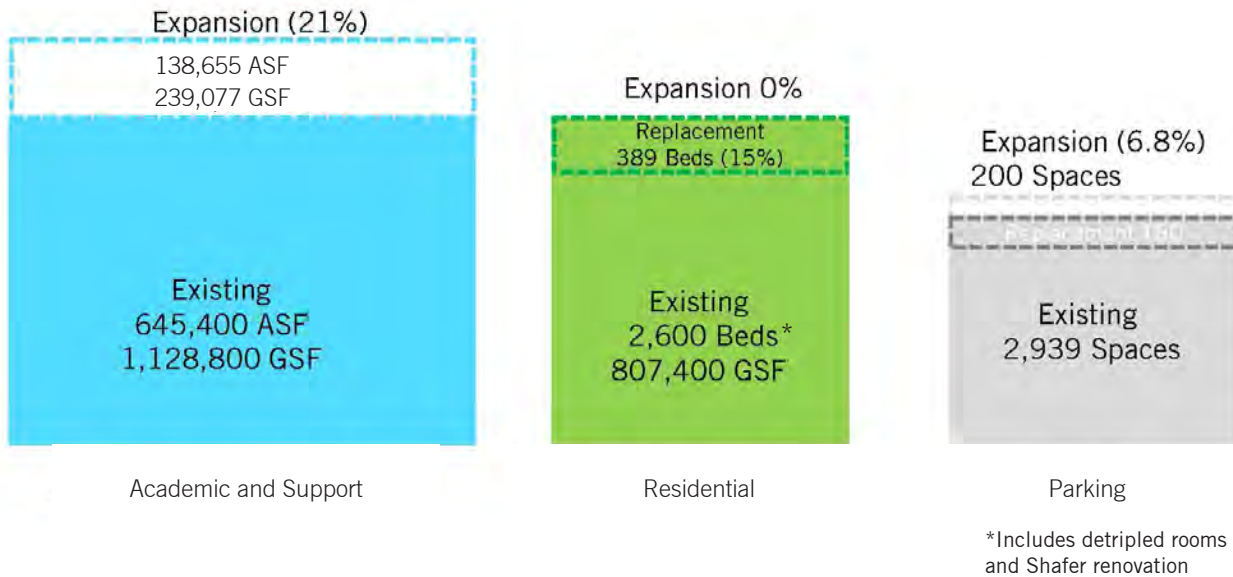 Expansion (21%)
138,655 ASF
239,077 GSF
Existing
645,400 ASF
1,128,800 GSF
Academic and Support
Expansion 0%
Replacement
389 Beds (15%)
Existing
2,600 Beds*
807,400 GSF
Residential
Expansion (6.8%)
200 Spaces
Replacement TBD
Existing
2,939 Spaces
Parking
*Includes detripled rooms
and Shafer renovation